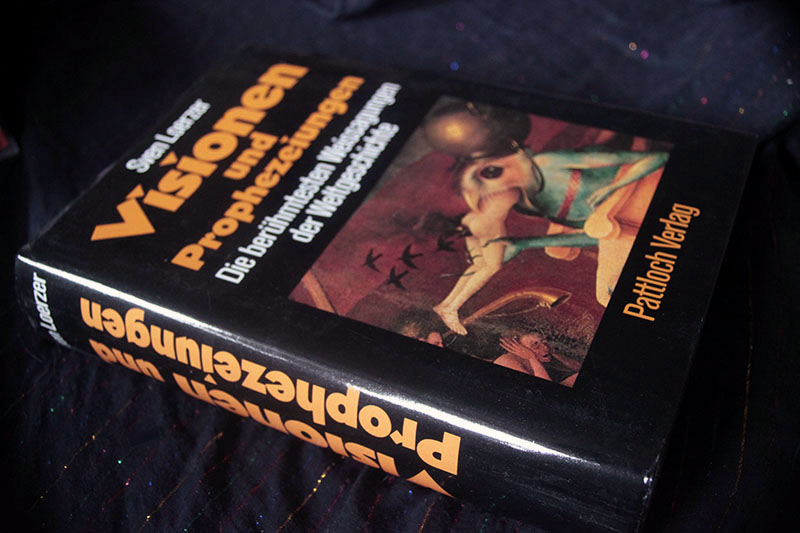 Sven Loerzer
Visionen
und
Prophezeiungen
Die berühmtesten Weissagungen
der Weltgeschichte
Pattloch Verlag
Loerzer
Visionen und
Prophezeiungen